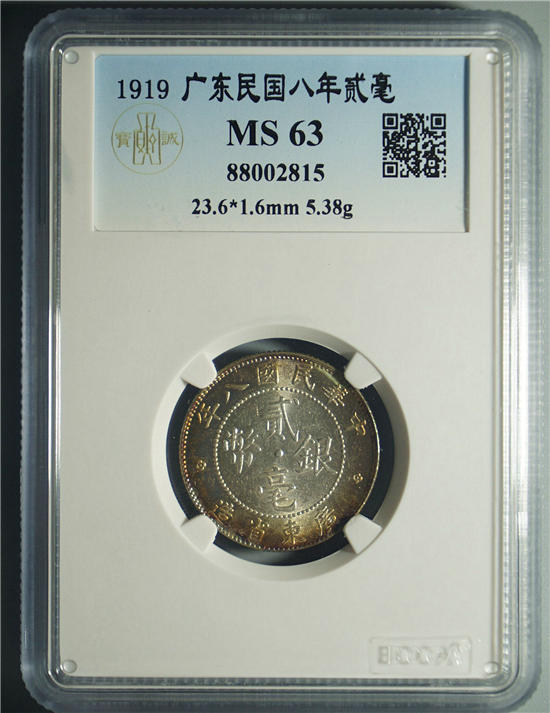 1919 广东民国八年贰毫
寶 誠
MS 63
88002815
23.6*1.6mm 5.38g
年八國民華中
貳
幣 銀
毫
造省東廣